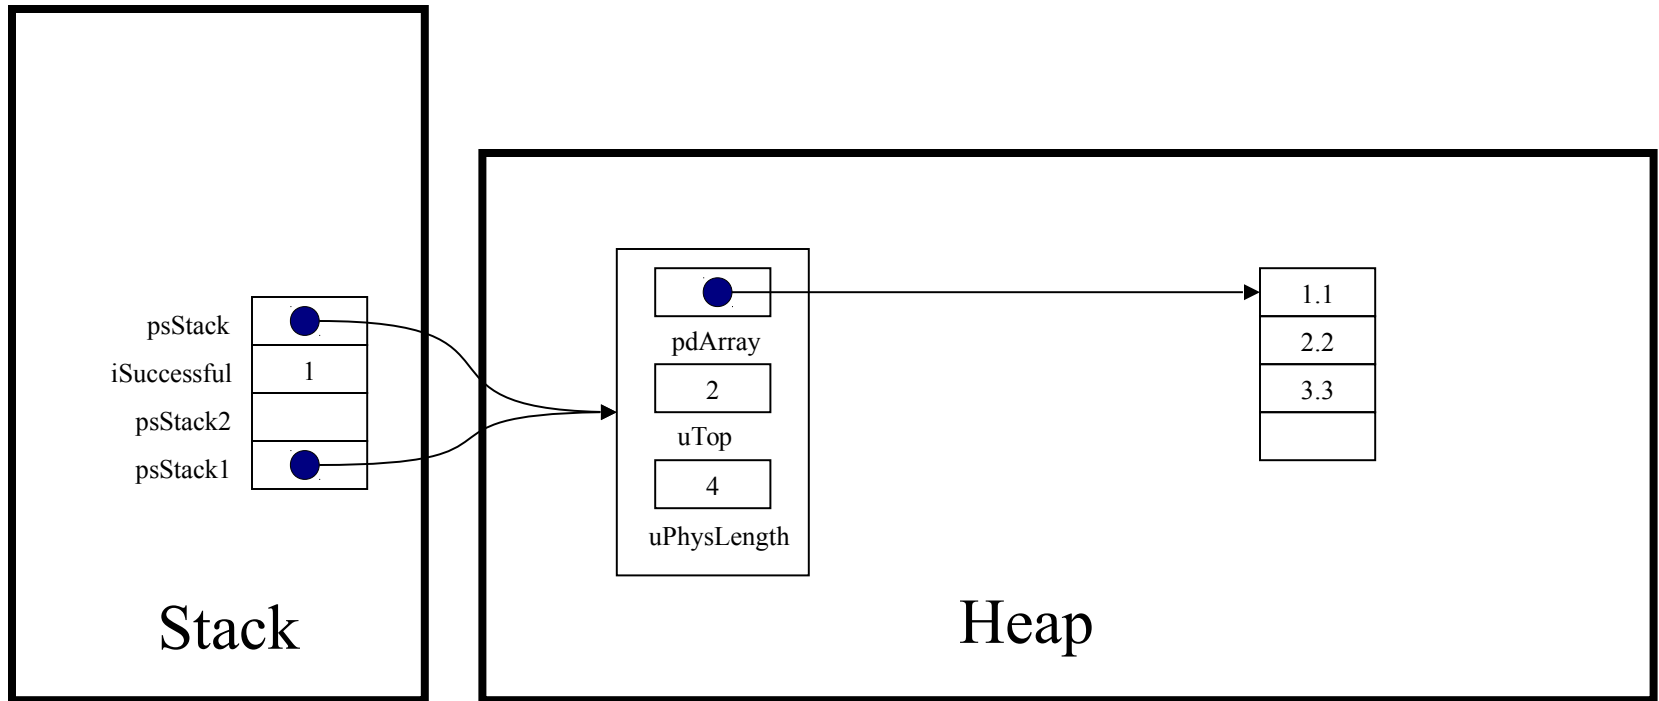 psStack
iSuccessful 1
psStack2
psStack1
Stack
pdArray
2
uTop
4
uPhysLength
1.1
2.2
3.3
Heap